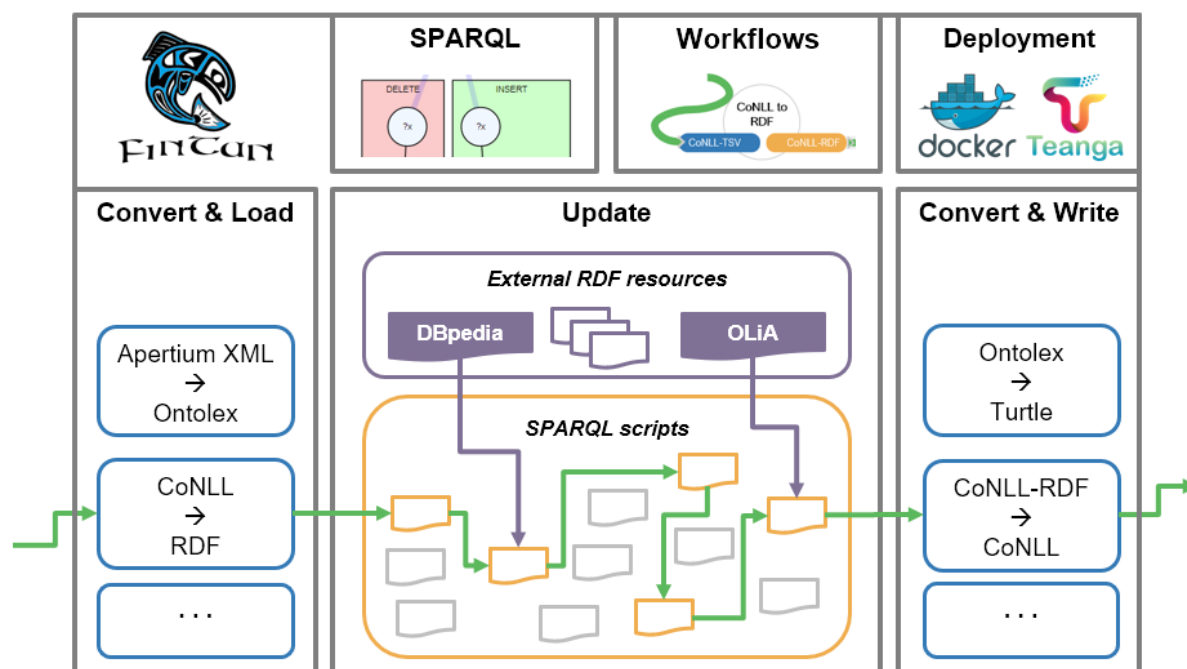 FINTUN
SPARQL
DELETE
INSERT
?x
?x
Workflows
CoNLL to
RDF
CoNLL-TSV
CoNLL-RDF
Deployment
docker
Teanga
Convert & Load
Apertium XML
→
Ontolex
CoNLL
→
RDF
...
Update
External RDF resources
DBpedia
OLiA
SPARQL scripts
Convert & Write
Ontolex
→
Turtle
CoNLL-RDF
→
CoNLL
...